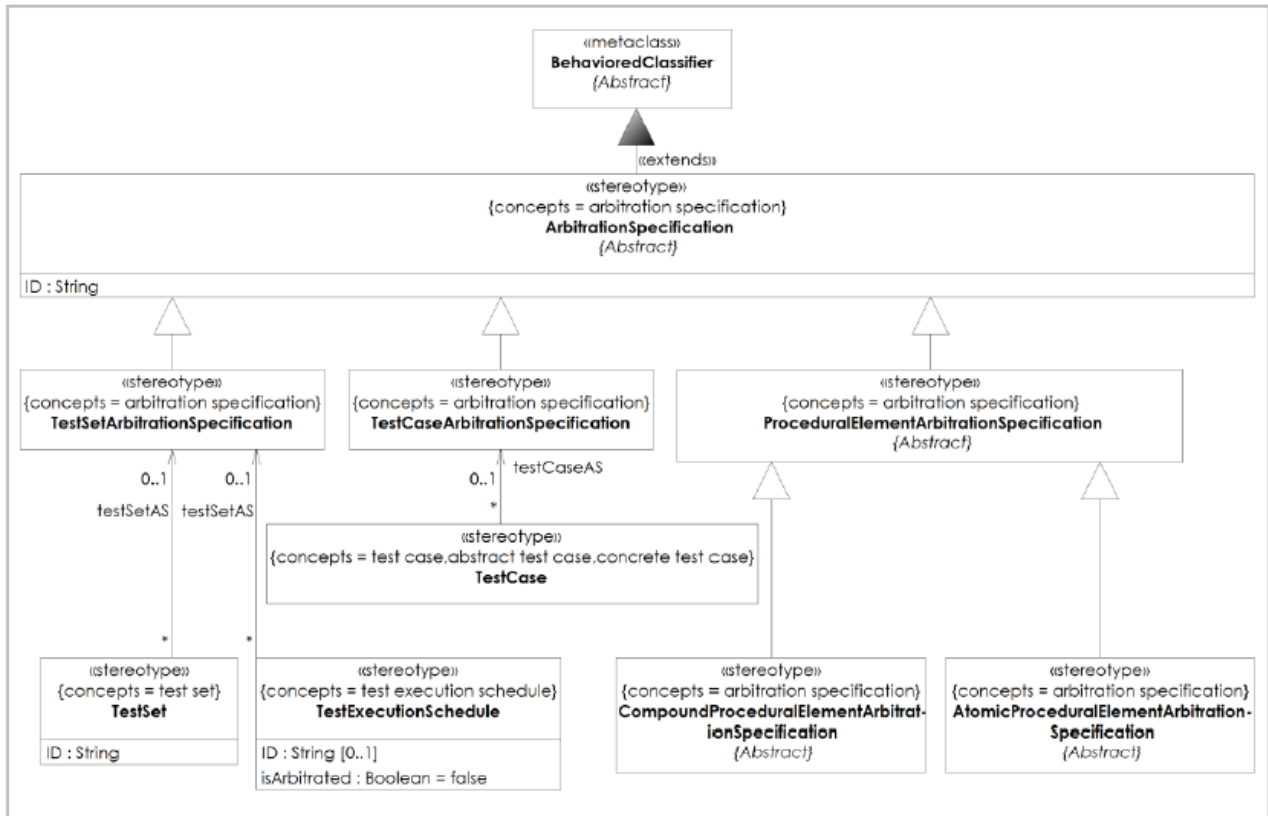 «metaclass»
BehavioredClassifier
{Abstract}
«extends»
«stereotype»
{concepts = arbitration specification}
ArbitrationSpecification
{Abstract}
ID : String
«stereotype»
{concepts = arbitration specification}
TestSetArbitrationSpecification
«stereotype»
{concepts = arbitration specification}
TestCaseArbitrationSpecification
«stereotype»
{concepts = arbitration specification}
ProceduralElementArbitrationSpecification
{Abstract}
0..1
testSetAS
0..1
testSetAS
testCaseAS
0..1
*
«stereotype»
{concepts = test case,abstract test case,concrete test case}
TestCase
*
*
«stereotype»
{concepts = test set}
TestSet
ID : String
«stereotype»
{concepts = test execution schedule}
TestExecutionSchedule
ID : String [0..1]
isArbitrated : Boolean = false
«stereotype»
{concepts = arbitration specification}
CompoundProceduralElementArbitrat-
ionSpecification
{Abstract}
«stereotype»
{concepts = arbitration specification}
AtomicProceduralElementArbitration-
Specification
{Abstract}